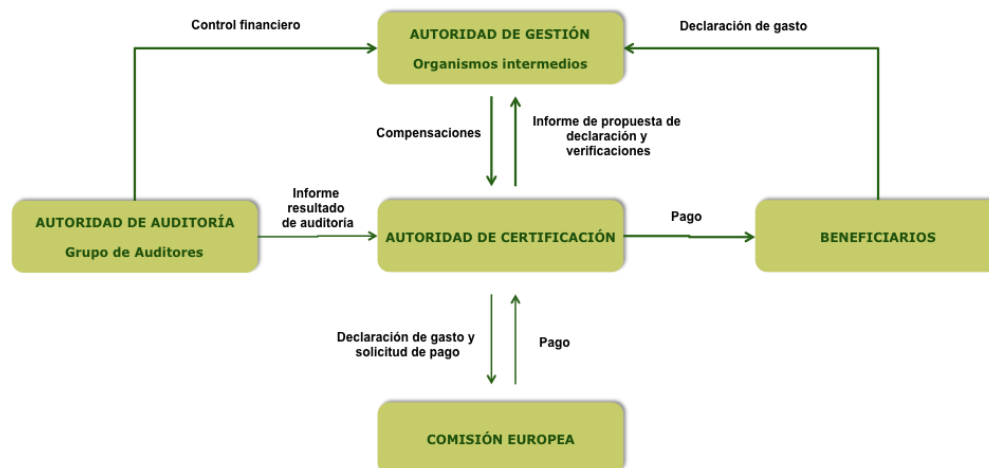 Control financiero
AUTORIDAD DE GESTIÓN
Organismos intermedios
Declaración de gasto
Compensaciones
Informe de propuesta de
declaración y
verificaciones
Informe
resultado
de auditoría
AUTORIDAD DE AUDITORÍA
Grupo de Auditores
AUTORIDAD DE CERTIFICACIÓN
Pago
BENEFICIARIOS
Declaración de gasto y
solicitud de pago
Pago
COMISIÓN EUROPEA